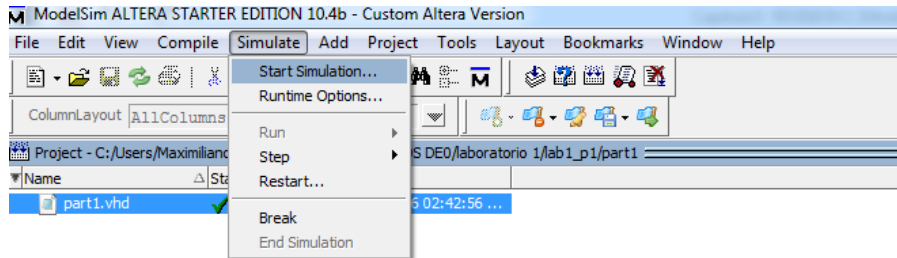 ModelSim ALTERA STARTER EDITION 10.4b - Custom Altera Version
File Edit View Compile Simulate Add Project Tools Layout Bookmarks Window Help
Start Simulation...
Runtime Options...
ColumnLayout AllColumns
Run
Project - C:/Users/Maximiliano
Step
S DE0/laboratorio 1/lab1_p1/part1
Name
Sta
Restart...
part1.vhd
6 02:42:56 ...
Break
End Simulation